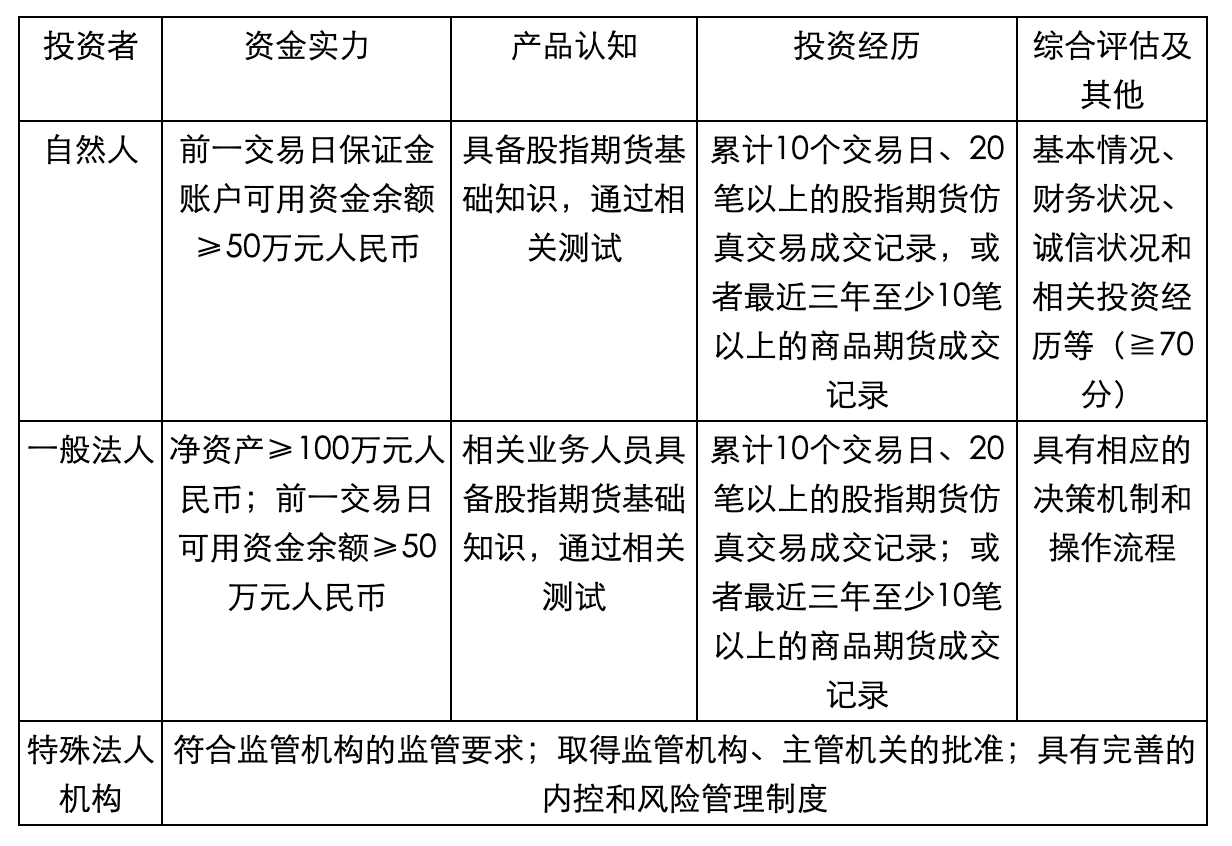 投资者
资金实力
产品认知
投资经历
综合评估及
其他
自然人
前一交易日保证金
账户可用资金余额
≥50万元人民币
具备股指期货基
础知识，通过相
关测试
累计10个交易日、20
笔以上的股指期货仿
真交易成交记录，或
者最近三年至少10笔
以上的商品期货成交
记录
基本情况、
财务状况、
诚信状况和
相关投资经
历等（≧70
分）
一般法人
净资产≥100万元人
民币；前一交易日
可用资金余额≥50
万元人民币
相关业务人员具
备股指期货基础
知识，通过相关
测试
累计10个交易日、20
笔以上的股指期货仿
真交易成交记录；或
者最近三年至少10笔
以上的商品期货成交
记录
具有相应的
决策机制和
操作流程
特殊法人
机构
符合监管机构的监管要求；取得监管机构、主管机关的批准；具有完善的
内控和风险管理制度